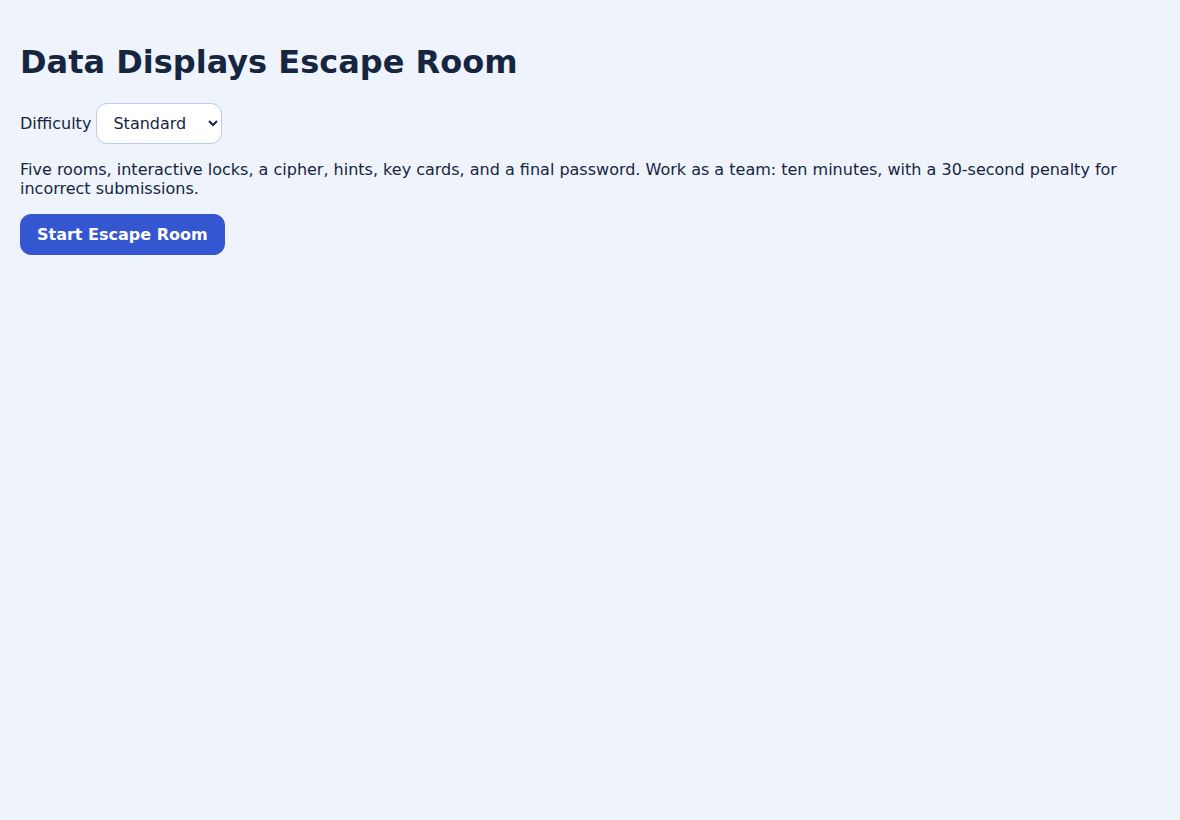 Data Displays Escape Room
Difficulty Standard
Five rooms, interactive locks, a cipher, hints, key cards, and a final password. Work as a team: ten minutes, with a 30-second penalty for
incorrect submissions.
Start Escape Room